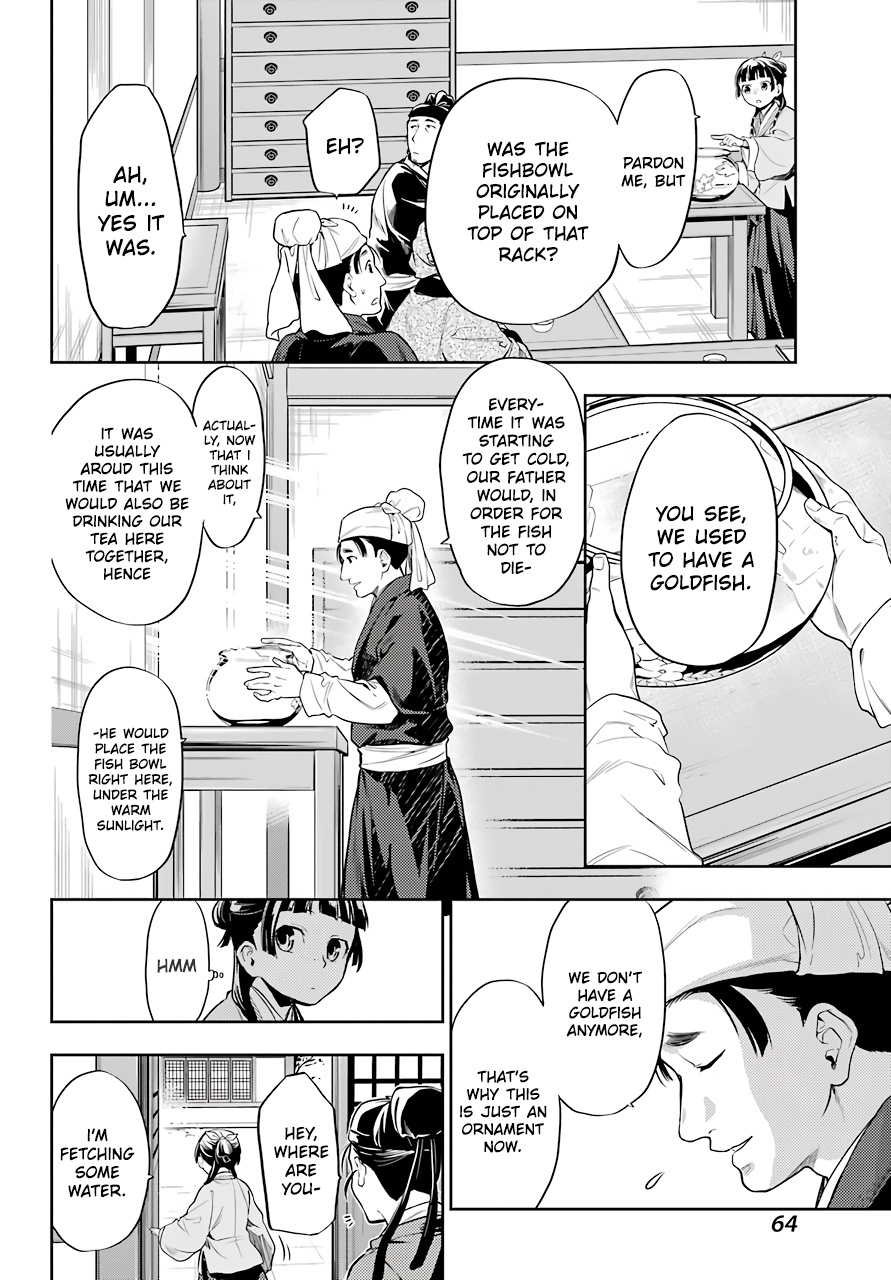 PARDON
ME, BUT
WAS THE
FISHBOWL
ORIGINALLY
PLACED ON
TOP OF THAT
RACK?
EH?
AH,
UM...
YES IT
WAS.
YOU SEE,
WE USED
TO HAVE A
GOLDFISH.
EVERY-
TIME IT WAS
STARTING
TO GET COLD,
OUR FATHER
WOULD, IN
ORDER FOR
THE FISH
NOT TO
DIE-
-HE WOULD
PLACE THE
FISH BOWL
RIGHT HERE,
UNDER THE
WARM
SUNLIGHT.
ACTUAL-
LY, NOW
THAT I
THINK
ABOUT
IT,
IT WAS
USUALLY
AROUD THIS
TIME THAT WE
WOULD ALSO BE
DRINKING OUR
TEA HERE
TOGETHER,
HENCE
WE DON'T
HAVE A
GOLDFISH
ANYMORE,
THAT'S
WHY THIS
IS JUST AN
ORNAMENT
NOW.
HMM
HEY,
WHERE
ARE
YOU-
I'M
FETCHING
SOME
WATER.
64